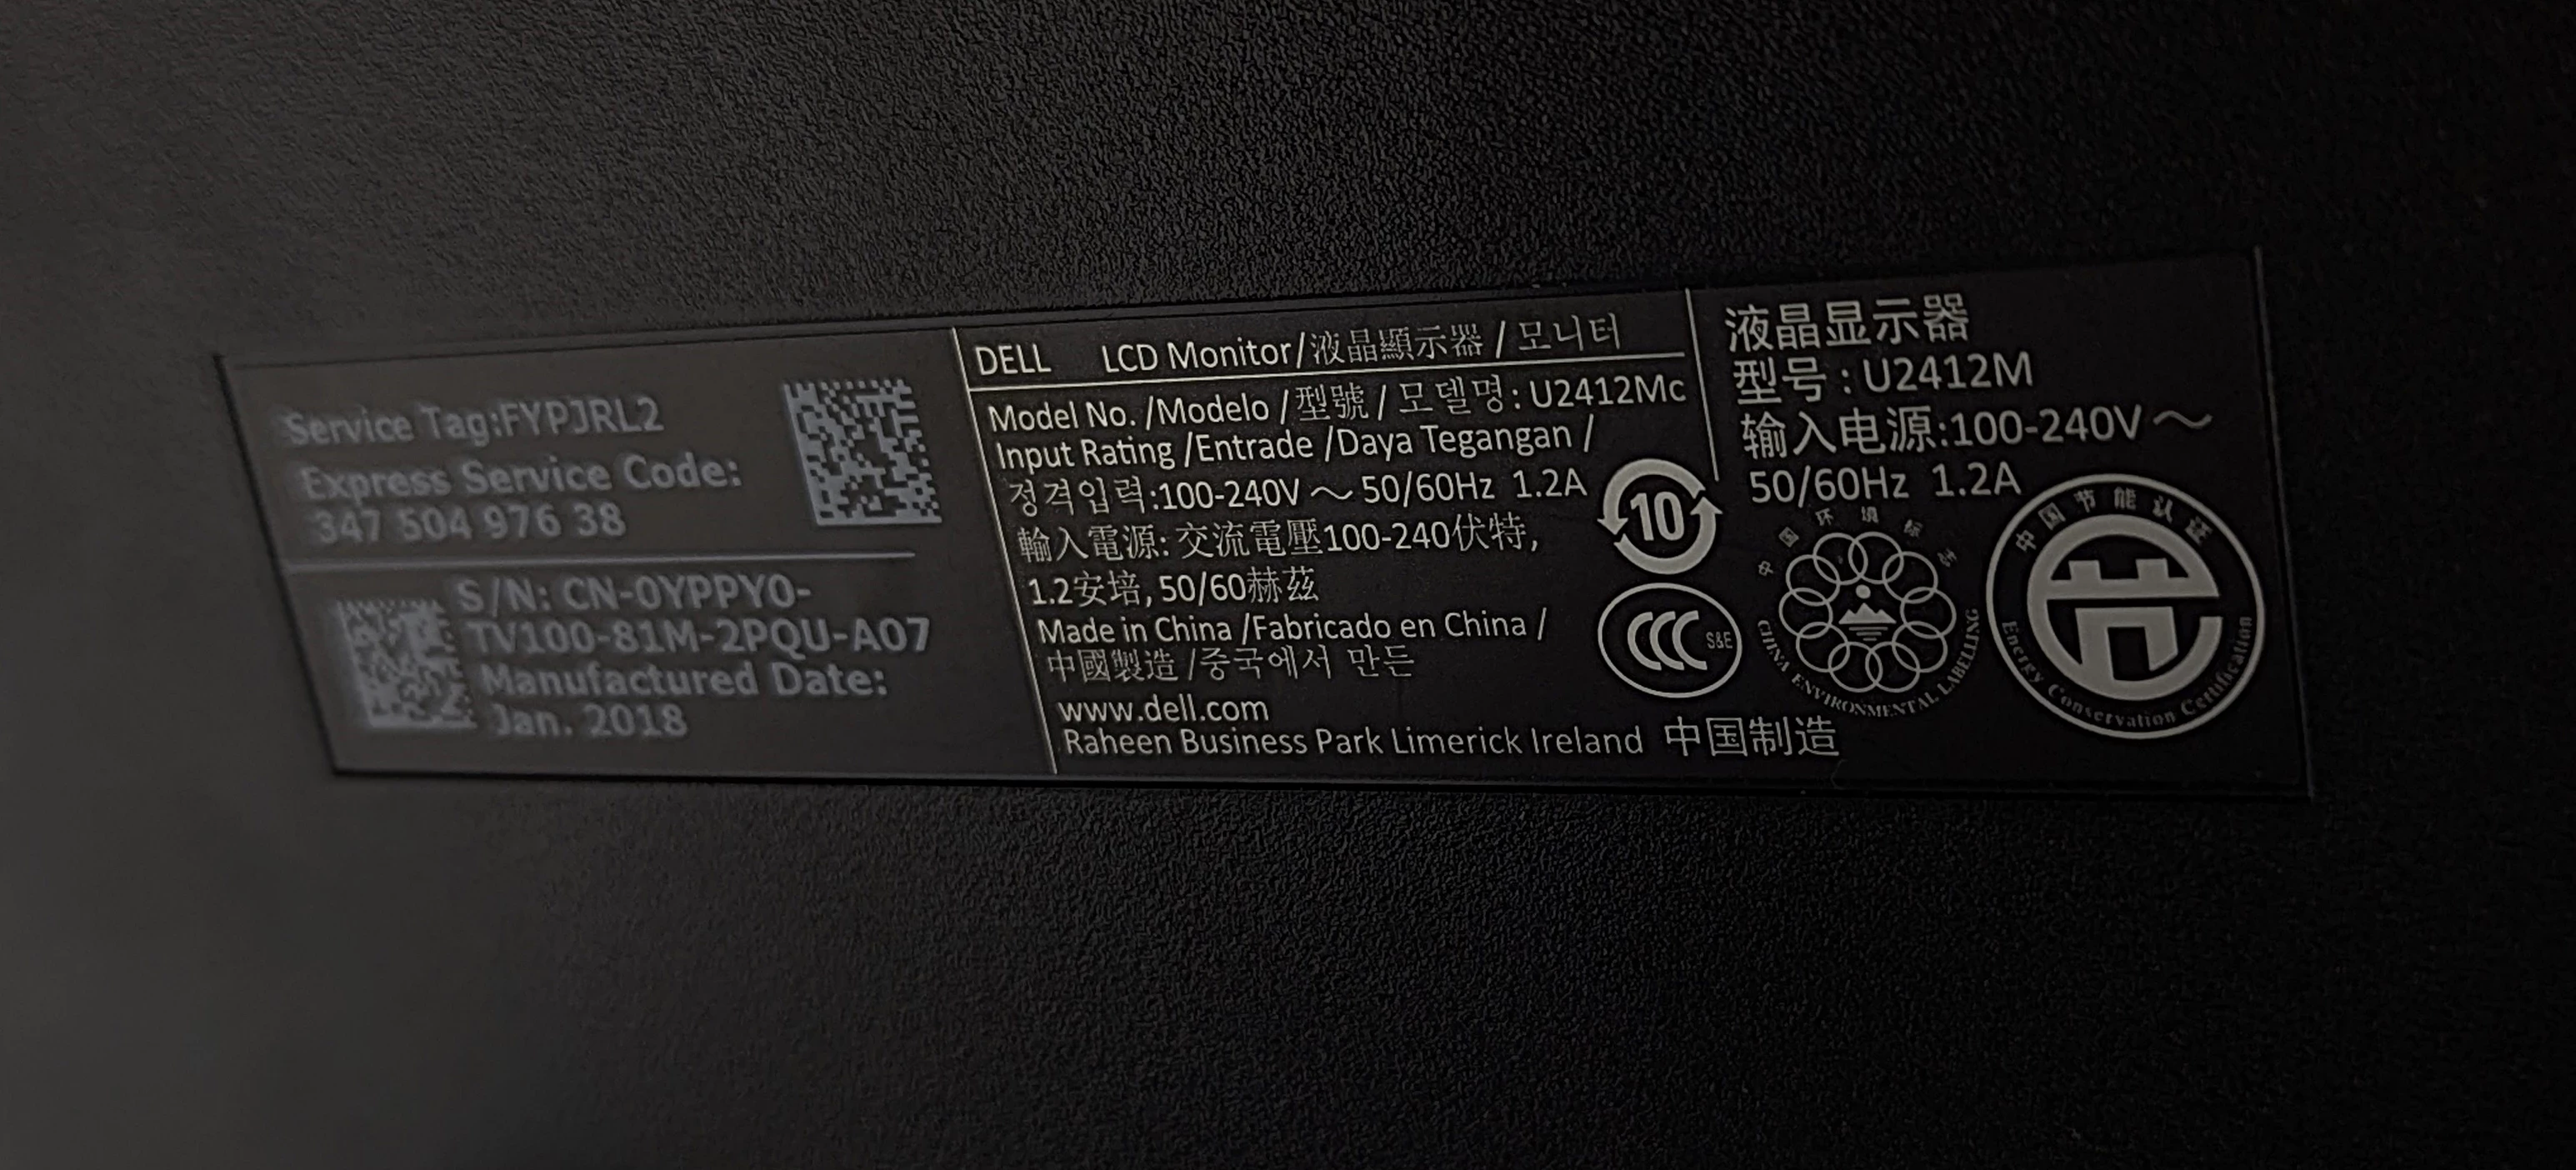 Service Tag:FYPJRL2
Express Service Code:
347 504 976 38
S/N: CN-0YPPY0-
TV100-81M-2PQU-A07
Manufactured Date:
Jan. 2018
DELL LCD Monitor/液晶顯示器/모니터
Model No. /Modelo /型號/모델명: U2412Mc
Input Rating /Entrade /Daya Tegangan /
정격입력:100-240V ～ 50/60Hz 1.2A
輸入電源: 交流電壓100-240伏特,
1.2安培, 50/60赫茲
Made in China /Fabricado en China /
中國製造 /중국에서 만든
www.dell.com
Raheen Business Park Limerick Ireland 中国制造
10
CCC S&E
液晶显示器
型号: U2412M
输入电源:100-240V～
50/60Hz 1.2A
中国环境标志
CHINA ENVIRONMENTAL LABELLING
中国节能认证
Energy Conservation Certification